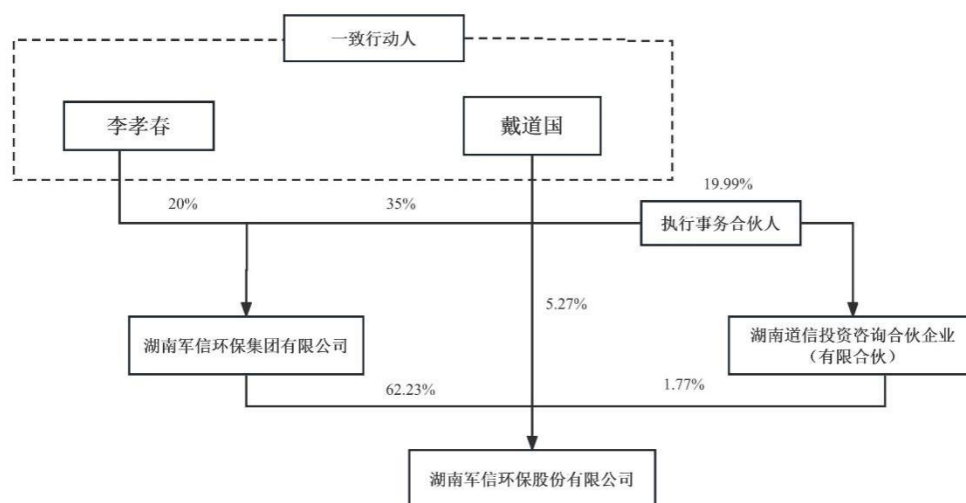 一致行动人
李孝春
戴道国
19.99%
20%
35%
执行事务合伙人
5.27%
湖南军信环保集团有限公司
湖南道信投资咨询合伙企业
（有限合伙）
62.23%
1.77%
湖南军信环保股份有限公司